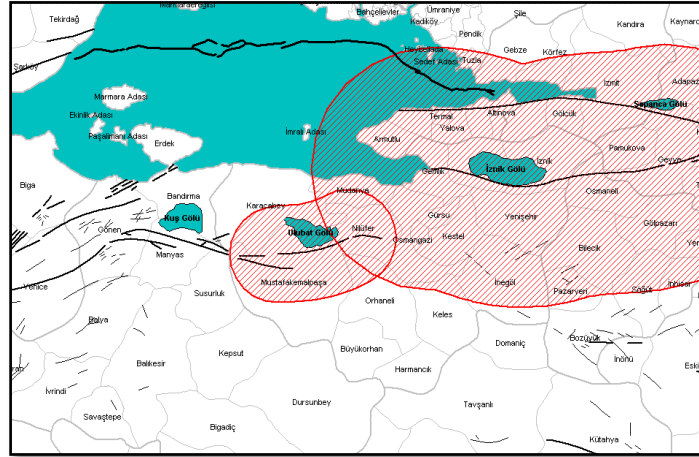 Marmaraereğlisi
Bahçelievler
Ümraniye
Şile
Tekirdağ
Kadıköy
Kandıra
Kaynarca
Pendik
Gebze
Körfez
Heybeliada
Sedef Adası
Tuzla
Şarköy
İzmit
Marmara Adası
Sapanca Gölü
Termal
Altınova
Gölcük
Ekinlik Adası
Yalova
İmralı Adası
Paşalimanı Adası
Erdek
Armutlu
Pamukova
İznik
Geyve
Gemlik
İznik Gölü
Biga
Mudanya
Osmaneli
Bandırma
Karacabey
Kuş Gölü
Gürsu
Yenişehir
Gölpazarı
Gönen
Ulubat Gölü
Nilüfer
Osmangazi
Kestel
Manyas
Bilecik
Yenice
Mustafakemalpaşa
İnegöl
Pazaryeri
Söğüt
İnhisar
Susurluk
Orhaneli
Keles
Balya
Bozüyük
Domaniç
Büyükorhan
Kepsut
İnönü
Balıkesir
Harmancık
İvrindi
Dursunbey
Tavşanlı
Savaştepe
Bigadiç
Kütahya